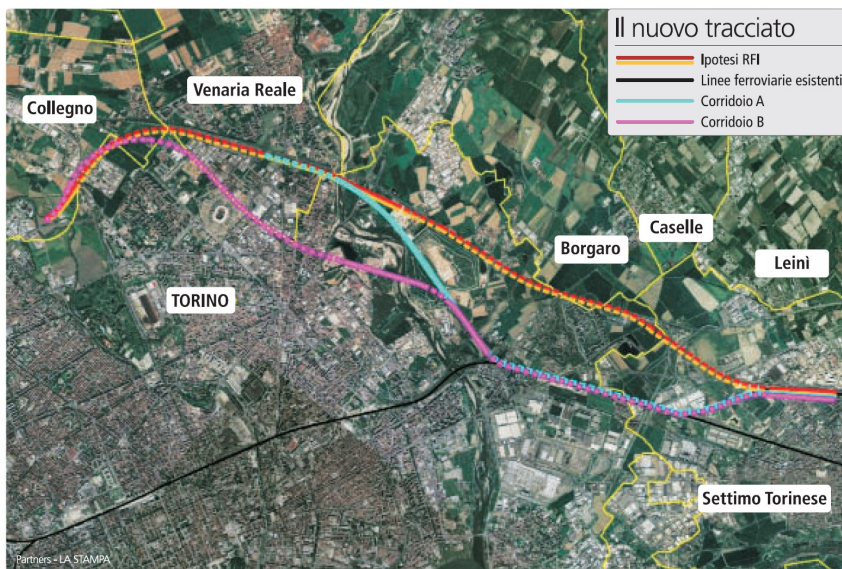 Il nuovo tracciato
Ipotesi RFI
Linee ferroviarie esistenti
Corridoio A
Corridoio B
Venaria Reale
Collegno
Caselle
Borgaro
Leinì
TORINO
Settimo Torinese
Partners - LA STAMPA